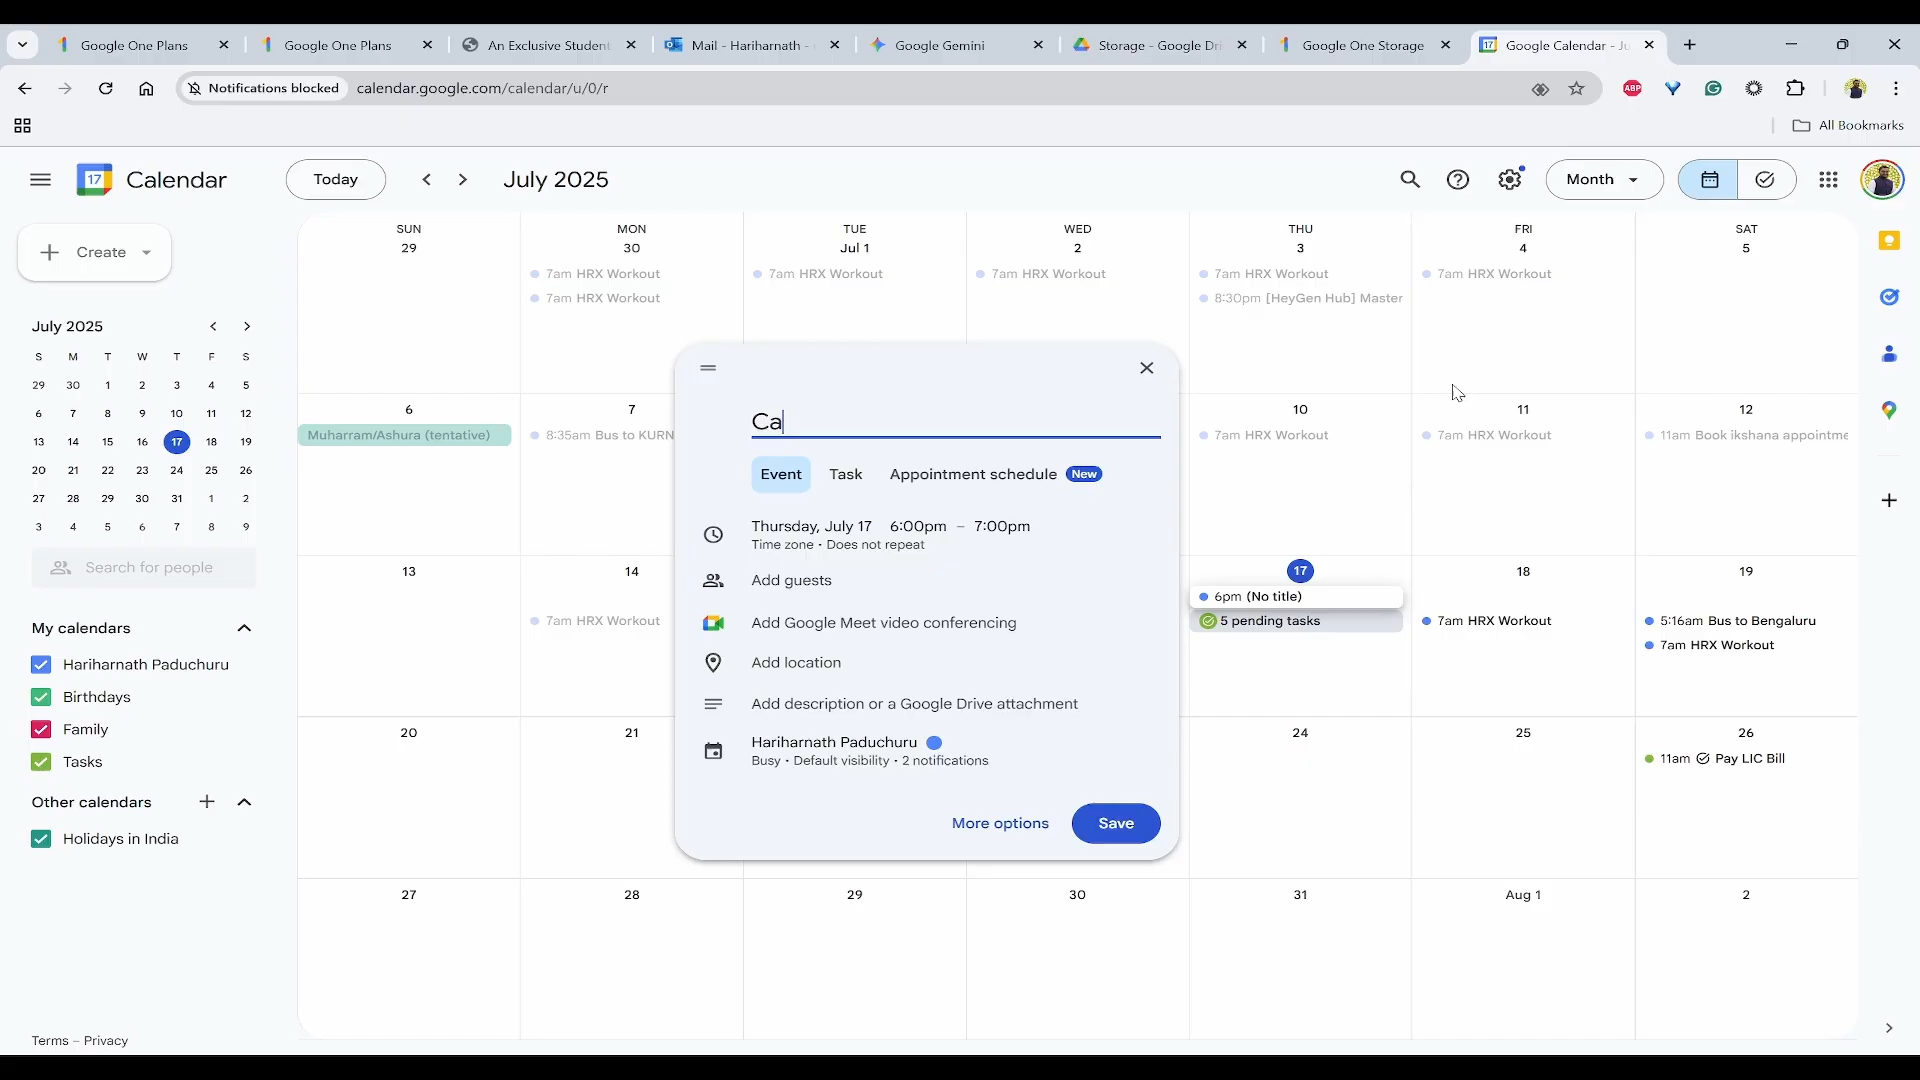 Google One Plans
Google One Plans
An Exclusive Student
Mail - Hariharnath -
Google Gemini
Storage - Google Dri
Google One Storage
Google Calendar - Ju
Notifications blocked
calendar.google.com/calendar/u/0/r
ABP
All Bookmarks
17
Calendar
Today
July 2025
Month
Create
SUN
MON
TUE
WED
THU
FRI
SAT
29
30
Jul 1
2
3
4
5
7am HRX Workout
7am HRX Workout
7am HRX Workout
7am HRX Workout
7am HRX Workout
7am HRX Workout
8:30pm [HeyGen Hub] Master
July 2025
S M T W T F S
29 30 1 2 3 4 5
6 7 8 9 10 11 12
13 14 15 16 17 18 19
20 21 22 23 24 25 26
27 28 29 30 31 1 2
3 4 5 6 7 8 9
Search for people
My calendars
Hariharnath Paduchuru
Birthdays
Family
Tasks
Other calendars
Holidays in India
Terms – Privacy
6
7
10
11
12
Muharram/Ashura (tentative)
8:35am Bus to KURN
7am HRX Workout
7am HRX Workout
11am Book ikshana appointme
Ca
Event
Task
Appointment schedule
New
Thursday, July 17 6:00pm – 7:00pm
Time zone • Does not repeat
Add guests
Add Google Meet video conferencing
Add location
Add description or a Google Drive attachment
Hariharnath Paduchuru
Busy • Default visibility • 2 notifications
More options
Save
13
14
17
18
19
7am HRX Workout
6pm (No title)
5 pending tasks
7am HRX Workout
5:16am Bus to Bengaluru
7am HRX Workout
20
21
24
25
26
11am Pay LIC Bill
27
28
29
30
31
Aug 1
2